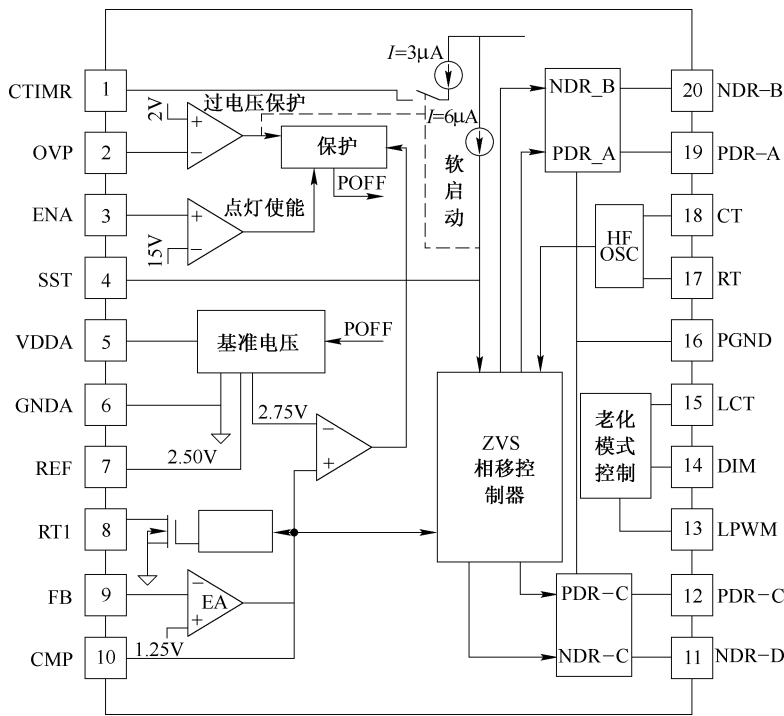 CTIMR
1
OVP
2
ENA
3
SST
4
VDDA
5
GNDA
6
REF
7
RT1
8
FB
9
CMP
10
2V
过电压保护
I=3μA
I=6μA
保护
POFF
点灯使能
15V
软启动
基准电压
POFF
2.75V
2.50V
EA
1.25V
ZVS
相移控
制器
NDR_B
PDR_A
HF
OSC
老化
模式
控制
PDR-C
NDR-C
20
NDR-B
19
PDR-A
18
CT
17
RT
16
PGND
15
LCT
14
DIM
13
LPWM
12
PDR-C
11
NDR-D